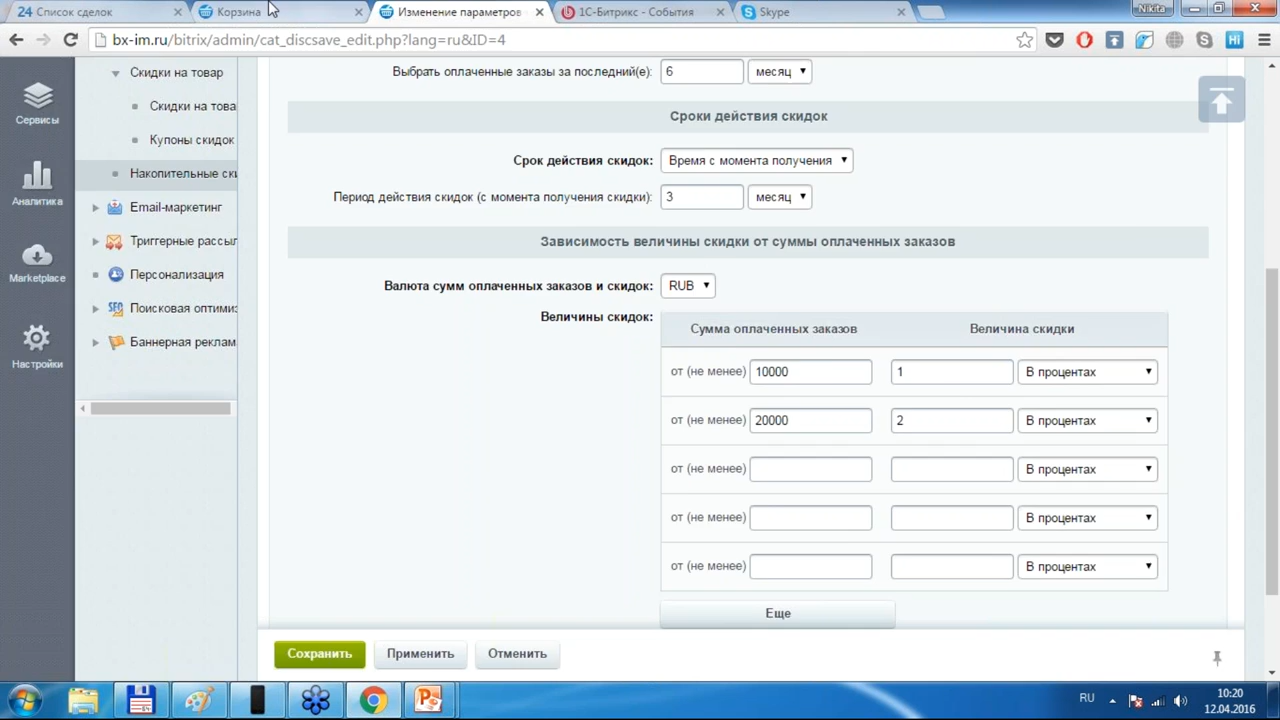 24 Список сделок
Корзина
Изменение параметров
1С-Битрикс - События
Skype
Nikita
bx-im.ru/bitrix/admin/cat_discsave_edit.php?lang=ru&ID=4
Hi
Сервисы
Аналитика
Marketplace
Настройки
Скидки на товар
Скидки на това
Купоны скидок
Накопительные ски
Email-маркетинг
Триггерные рассыл
Персонализация
SEO Поисковая оптимиз
Баннерная реклам
Выбрать оплаченные заказы за последний(е): 6 месяц
Сроки действия скидок
Срок действия скидок: Время с момента получения
Период действия скидок (с момента получения скидки): 3 месяц
Зависимость величины скидки от суммы оплаченных заказов
Валюта сумм оплаченных заказов и скидок: RUB
Величины скидок:
Сумма оплаченных заказов Величина скидки
от (не менее) 10000 1 В процентах
от (не менее) 20000 2 В процентах
от (не менее) В процентах
от (не менее) В процентах
от (не менее) В процентах
Еще
Сохранить Применить Отменить
RU
10:20
12.04.2016